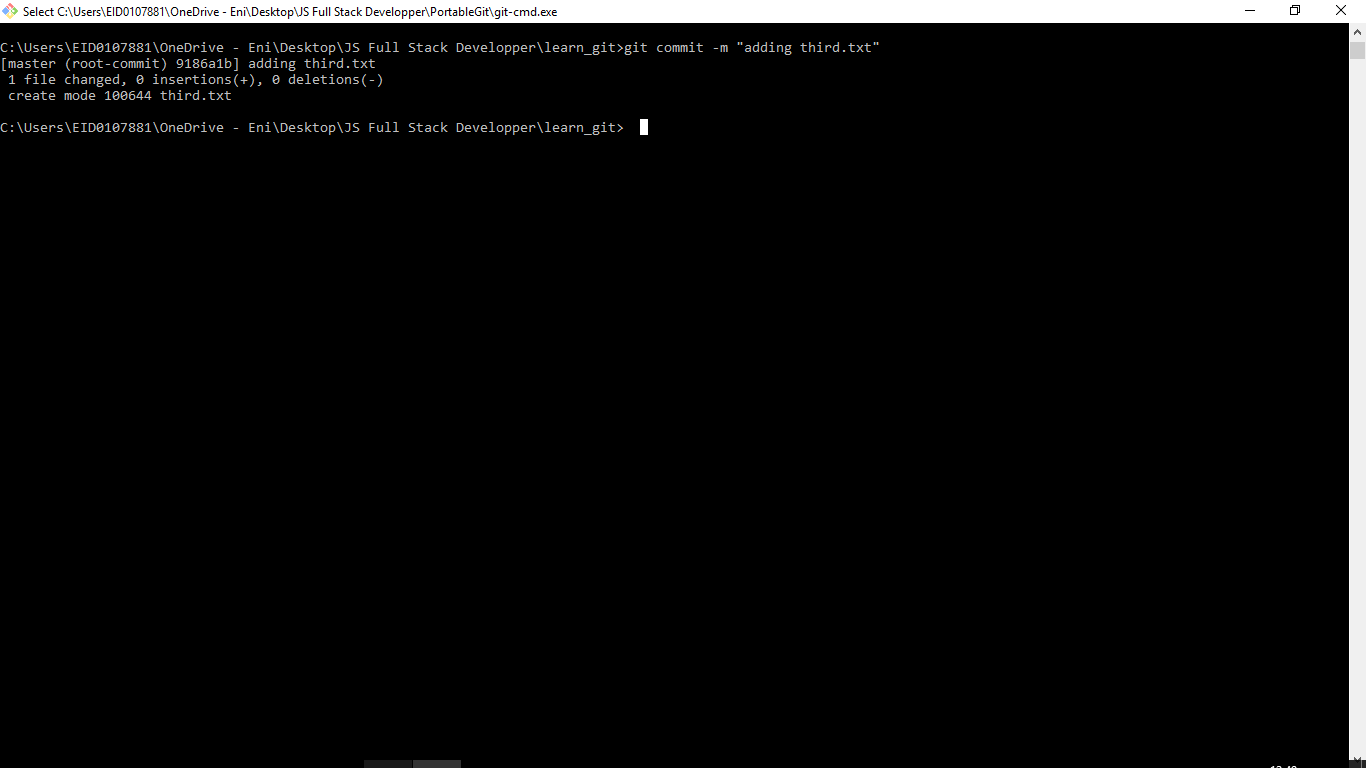 Select C:\Users\EID0107881\OneDrive - Eni\Desktop\JS Full Stack Developper\PortableGit\git-cmd.exe
C:\Users\EID0107881\OneDrive - Eni\Desktop\JS Full Stack Developper\learn_git>git commit -m "adding third.txt"
[master (root-commit) 9186a1b] adding third.txt
 1 file changed, 0 insertions(+), 0 deletions(-)
 create mode 100644 third.txt
C:\Users\EID0107881\OneDrive - Eni\Desktop\JS Full Stack Developper\learn_git>